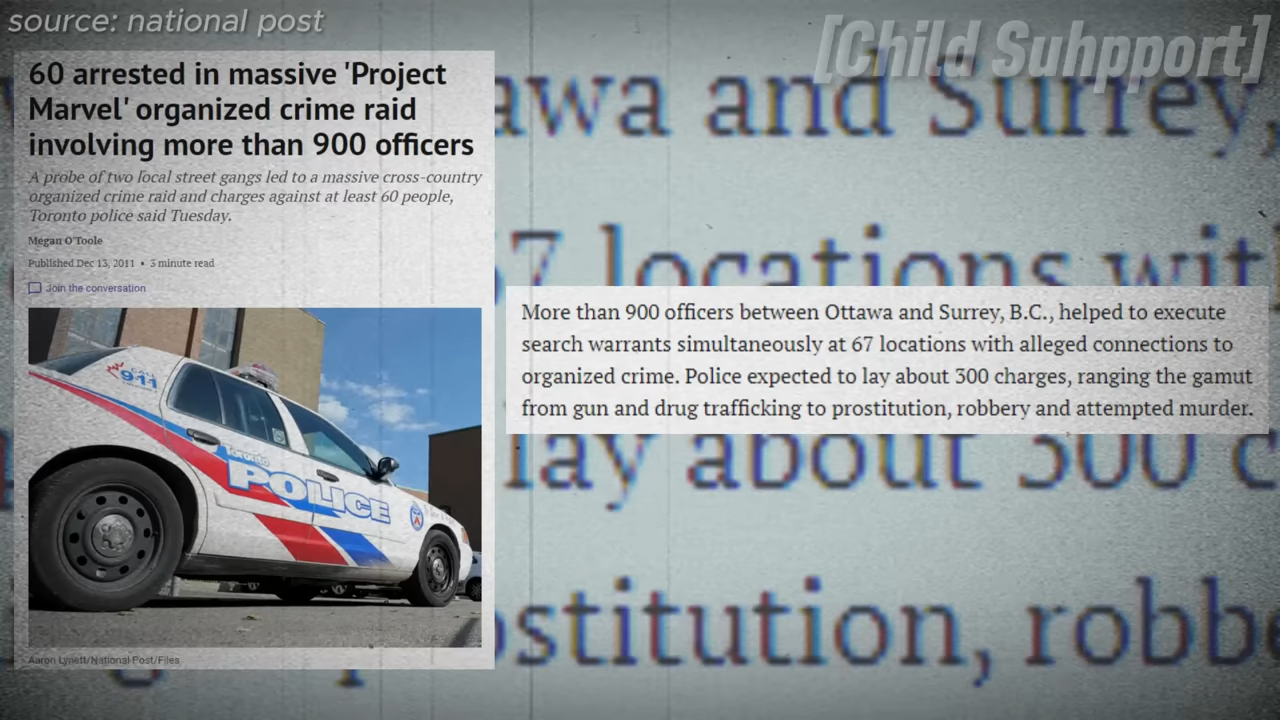 source: national post
[Child Suhpport]
60 arrested in massive 'Project
Marvel' organized crime raid
involving more than 900 officers
A probe of two local street gangs led to a massive cross-country
organized crime raid and charges against at least 60 people,
Toronto police said Tuesday.
Megan O'Toole
Published Dec 13, 2011 • 3 minute read
Join the conversation
911
Toronto
POLICE
Aaron Lynett/National Post/Files
More than 900 officers between Ottawa and Surrey, B.C., helped to execute
search warrants simultaneously at 67 locations with alleged connections to
organized crime. Police expected to lay about 300 charges, ranging the gamut
from gun and drug trafficking to prostitution, robbery and attempted murder.
awa and Surrey,
67 locations with
lay about 300 c
ostitution, robbe